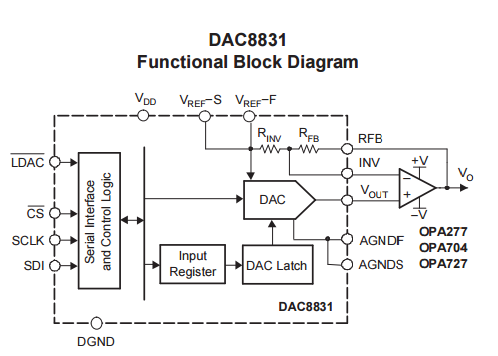 DAC8831
Functional Block Diagram
VDD
VREF–S
VREF–F
RINV
RFB
RFB
LDAC
INV
+V
VO
Serial Interface
and Control Logic
CS
DAC
VOUT
–V
SCLK
AGNDF
OPA277
OPA704
OPA727
SDI
Input
Register
DAC Latch
AGNDS
DAC8831
DGND